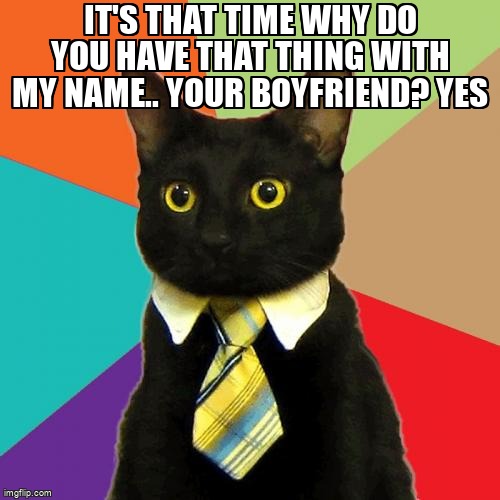 IT'S THAT TIME WHY DO
YOU HAVE THAT THING WITH
MY NAME.. YOUR BOYFRIEND? YES
imgflip.com